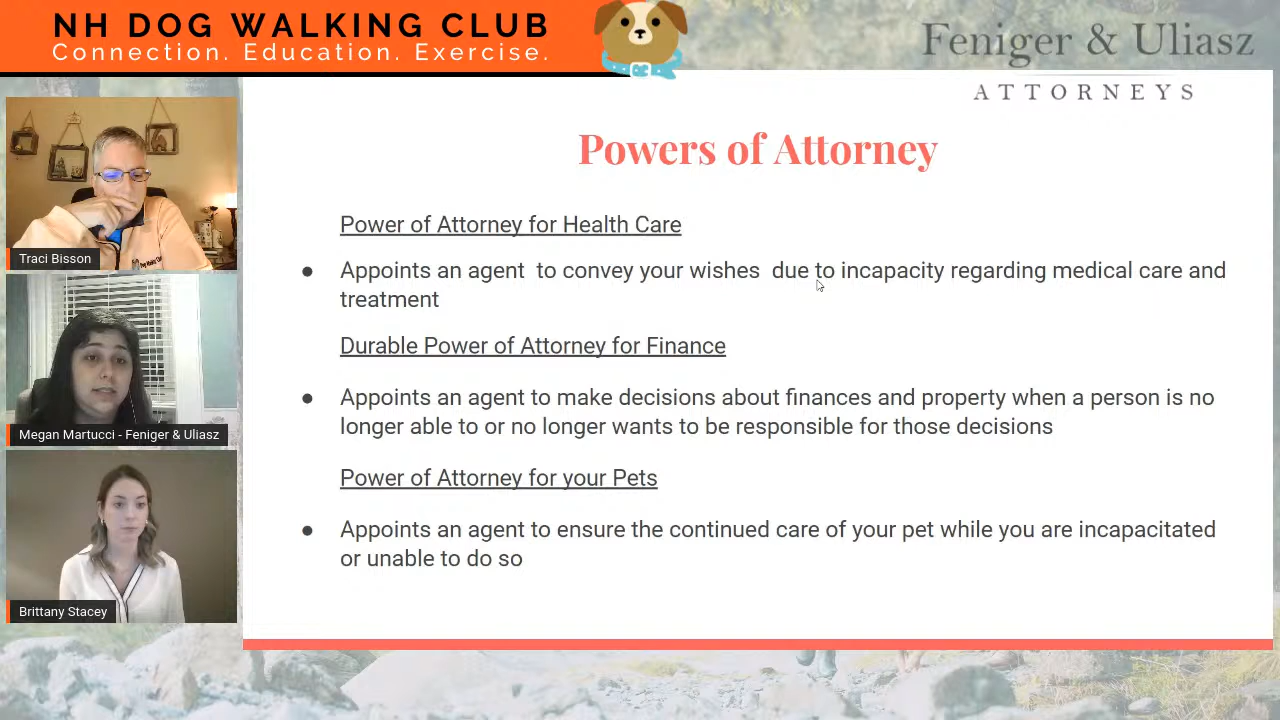 NH DOG WALKING CLUB
Connection. Education. Exercise.
R
Feniger & Uliasz
ATTORNEYS
Traci Bisson
Megan Martucci - Feniger & Uliasz
Brittany Stacey
Powers of Attorney
Power of Attorney for Health Care
● Appoints an agent to convey your wishes due to incapacity regarding medical care and
treatment
Durable Power of Attorney for Finance
● Appoints an agent to make decisions about finances and property when a person is no
longer able to or no longer wants to be responsible for those decisions
Power of Attorney for your Pets
● Appoints an agent to ensure the continued care of your pet while you are incapacitated
or unable to do so